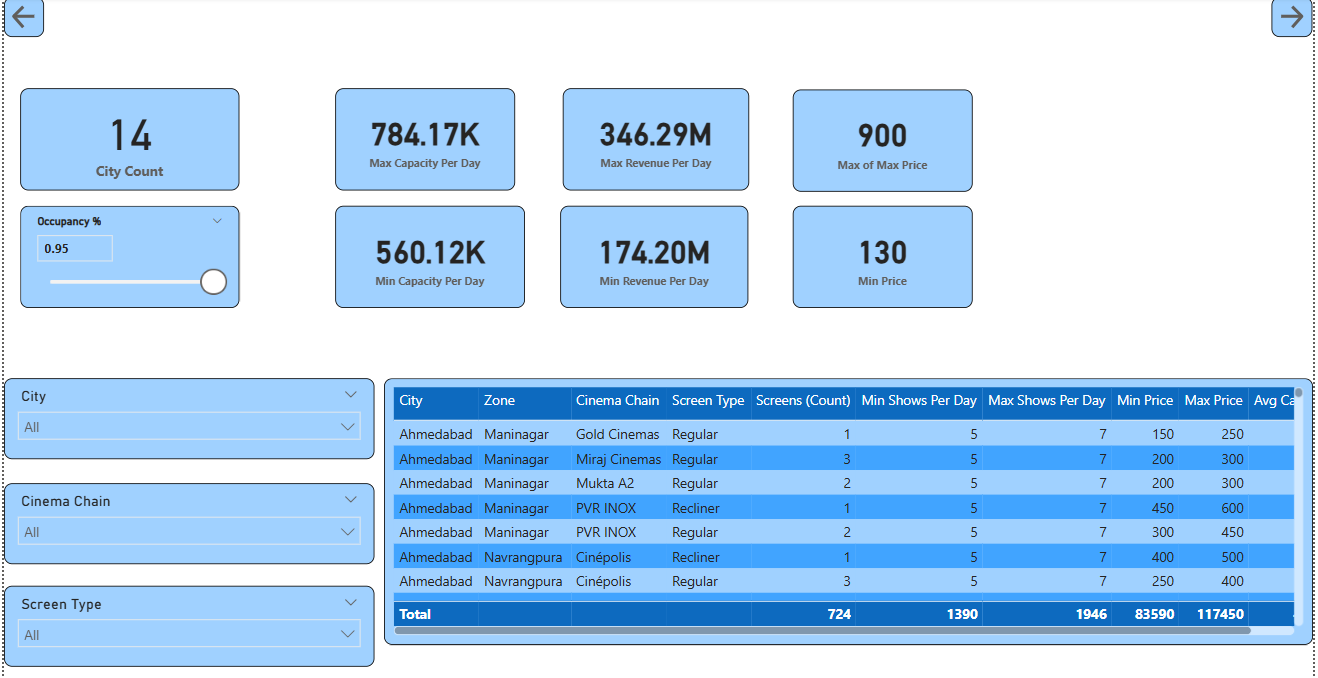 14
City Count
784.17K
Max Capacity Per Day
346.29M
Max Revenue Per Day
900
Max of Max Price
Occupancy %
0.95
560.12K
Min Capacity Per Day
174.20M
Min Revenue Per Day
130
Min Price
City
All
Cinema Chain
All
Screen Type
All
City Zone Cinema Chain Screen Type Screens (Count) Min Shows Per Day Max Shows Per Day Min Price Max Price Avg Ca
Ahmedabad Maninagar Gold Cinemas Regular 1 5 7 150 250
Ahmedabad Maninagar Miraj Cinemas Regular 3 5 7 200 300
Ahmedabad Maninagar Mukta A2 Regular 2 5 7 200 300
Ahmedabad Maninagar PVR INOX Recliner 1 5 7 450 600
Ahmedabad Maninagar PVR INOX Regular 2 5 7 300 450
Ahmedabad Navrangpura Cinépolis Recliner 1 5 7 400 500
Ahmedabad Navrangpura Cinépolis Regular 3 5 7 250 400
Total 724 1390 1946 83590 117450